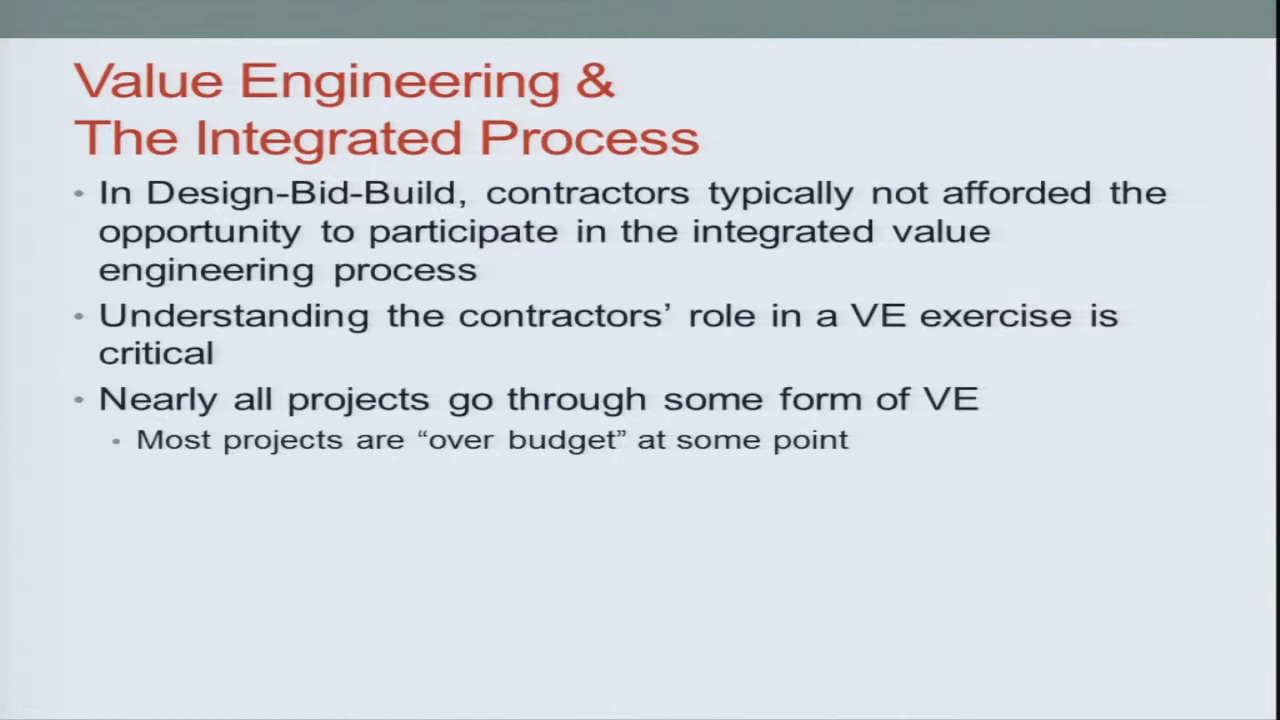 Value Engineering &
The Integrated Process
• In Design-Bid-Build, contractors typically not afforded the
opportunity to participate in the integrated value
engineering process
• Understanding the contractors’ role in a VE exercise is
critical
• Nearly all projects go through some form of VE
• Most projects are “over budget” at some point